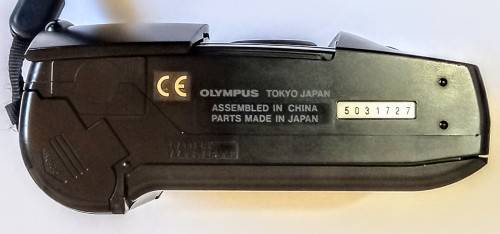 CE
OLYMPUS TOKYO JAPAN
ASSEMBLED IN CHINA
PARTS MADE IN JAPAN
5031727